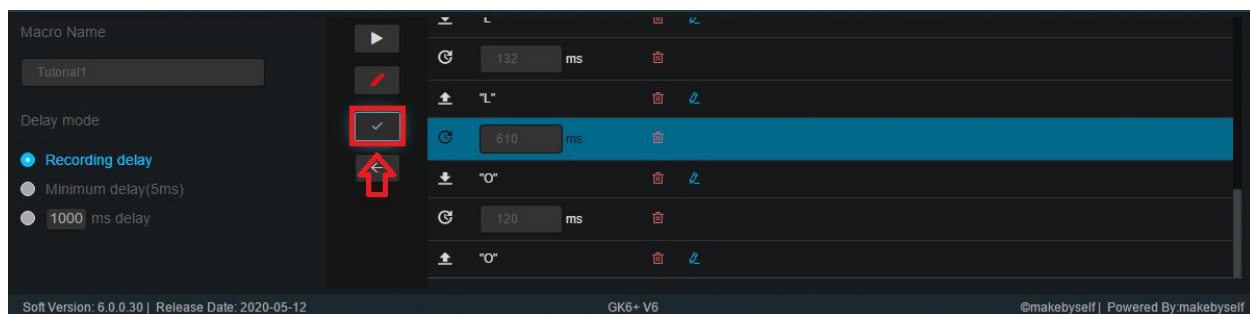 Macro Name
Tutorial1
Delay mode
Recording delay
Minimum delay(5ms)
1000 ms delay
"L"
132 ms
"L"
610 ms
"O"
120 ms
"O"
Soft Version: 6.0.0.30 | Release Date: 2020-05-12
GK6+ V6
©makebyself | Powered By:makebyself